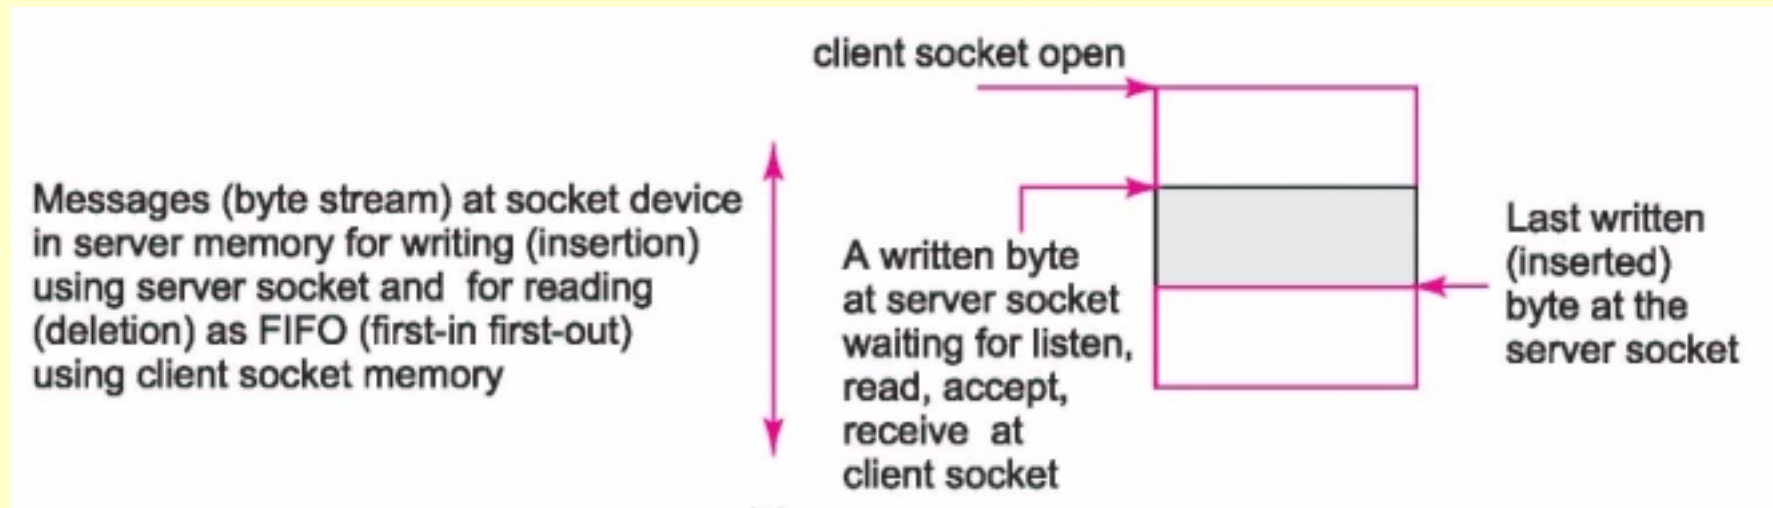 client socket open
Messages (byte stream) at socket device
in server memory for writing (insertion)
using server socket and for reading
(deletion) as FIFO (first-in first-out)
using client socket memory
A written byte
at server socket
waiting for listen,
read, accept,
receive at
client socket
Last written
(inserted)
byte at the
server socket